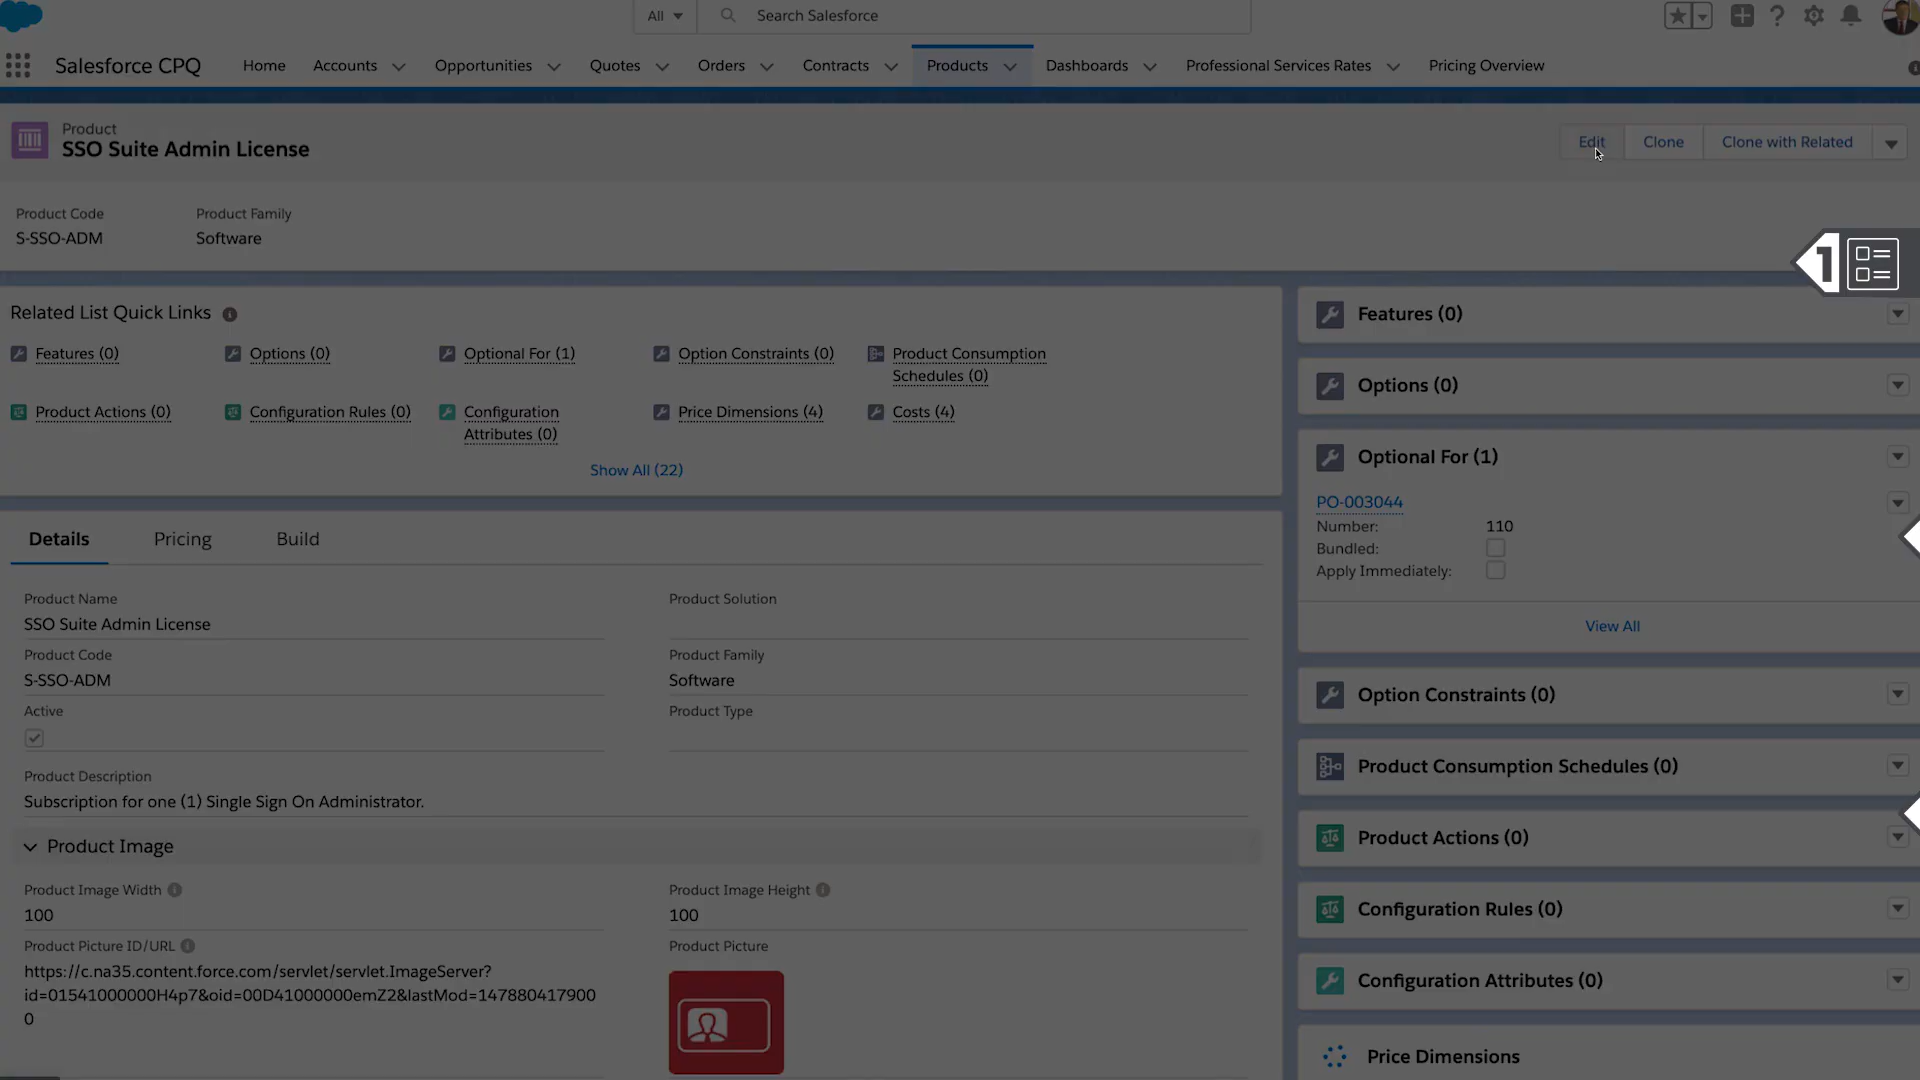 All
Search Salesforce
Salesforce CPQ
Home
Accounts
Opportunities
Quotes
Orders
Contracts
Products
Dashboards
Professional Services Rates
Pricing Overview
Product
SSO Suite Admin License
Edit
Clone
Clone with Related
Product Code
Product Family
S-SSO-ADM
Software
1
Related List Quick Links
Features (0)
Options (0)
Optional For (1)
Option Constraints (0)
Product Consumption
Schedules (0)
Product Actions (0)
Configuration Rules (0)
Configuration
Attributes (0)
Price Dimensions (4)
Costs (4)
Show All (22)
Details
Pricing
Build
Product Name
SSO Suite Admin License
Product Solution
Product Code
S-SSO-ADM
Product Family
Software
Active
Product Type
Product Description
Subscription for one (1) Single Sign On Administrator.
Product Image
Product Image Width
100
Product Image Height
100
Product Picture ID/URL
https://c.na35.content.force.com/servlet/servlet.ImageServer?
id=01541000000H4p7&oid=00D41000000emZ2&lastMod=147880417900
0
Product Picture
Features (0)
Options (0)
Optional For (1)
PO-003044
Number: 110
Bundled:
Apply Immediately:
View All
Option Constraints (0)
Product Consumption Schedules (0)
Product Actions (0)
Configuration Rules (0)
Configuration Attributes (0)
Price Dimensions